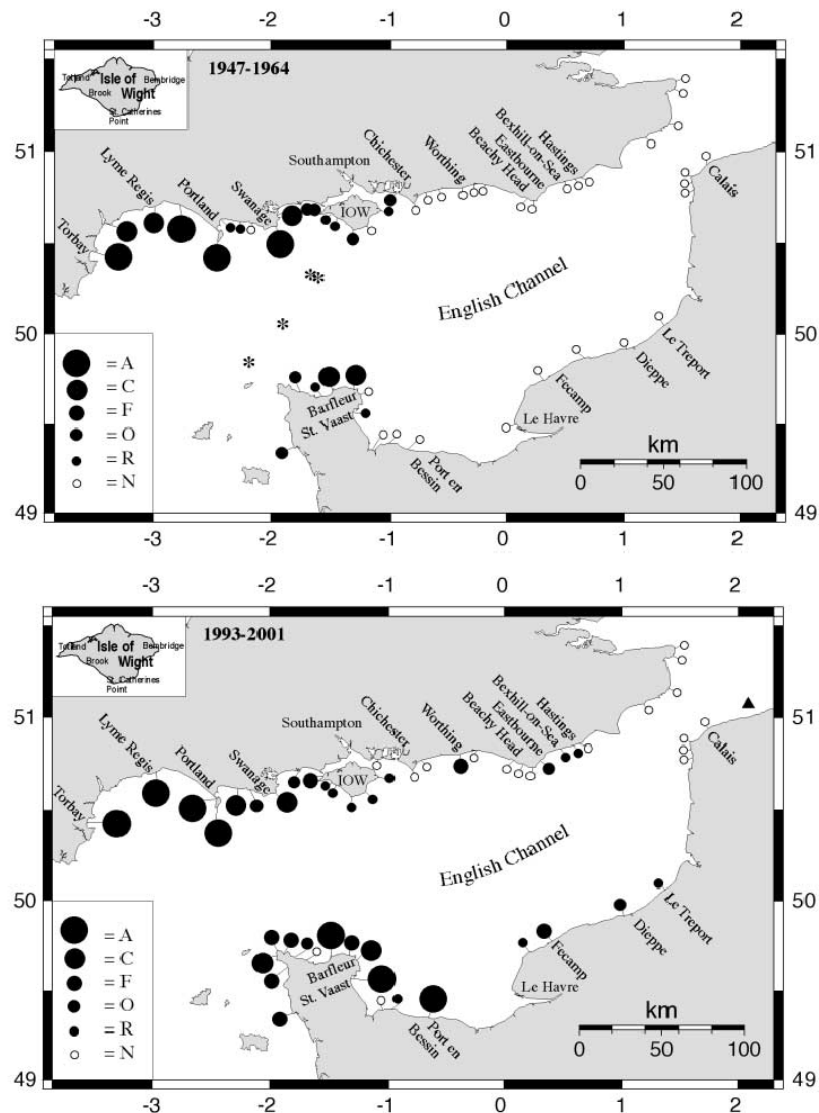 -3 -2 -1 0 1 2
1947-1964
Totland Isle of Bembridge
Brook Wight
St. Catherines
Point
51
51
50
50
49
49
Torbay
Lyme Regis
Portland
Swanage
Southampton
IOW
Chichester
Worthing
Beachy Head
Eastbourne
Bexhill-on-Sea
Hastings
Calais
* * * *
English Channel
Barfleur
St. Vaast
Port en
Bessin
Le Havre
Fecamp
Dieppe
Le Treport
= A
= C
= F
= O
= R
= N
km
0 50 100
-3 -2 -1 0 1 2
-3 -2 -1 0 1 2
1993-2001
Isle of Bembridge
Brook Wight
St. Catherines
Point
51
51
50
50
49
49
Torbay
Lyme Regis
Portland
Swanage
Southampton
IOW
Chichester
Worthing
Beachy Head
Eastbourne
Bexhill-on-Sea
Hastings
Calais
English Channel
Barfleur
St. Vaast
Port en
Bessin
Le Havre
Fecamp
Dieppe
Le Treport
= A
= C
= F
= O
= R
= N
km
0 50 100
-3 -2 -1 0 1 2